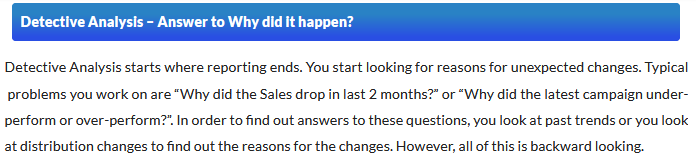 Detective Analysis – Answer to Why did it happen?
Detective Analysis starts where reporting ends. You start looking for reasons for unexpected changes. Typical
problems you work on are “Why did the Sales drop in last 2 months?” or “Why did the latest campaign under-
perform or over-perform?”. In order to find out answers to these questions, you look at past trends or you look
at distribution changes to find out the reasons for the changes. However, all of this is backward looking.